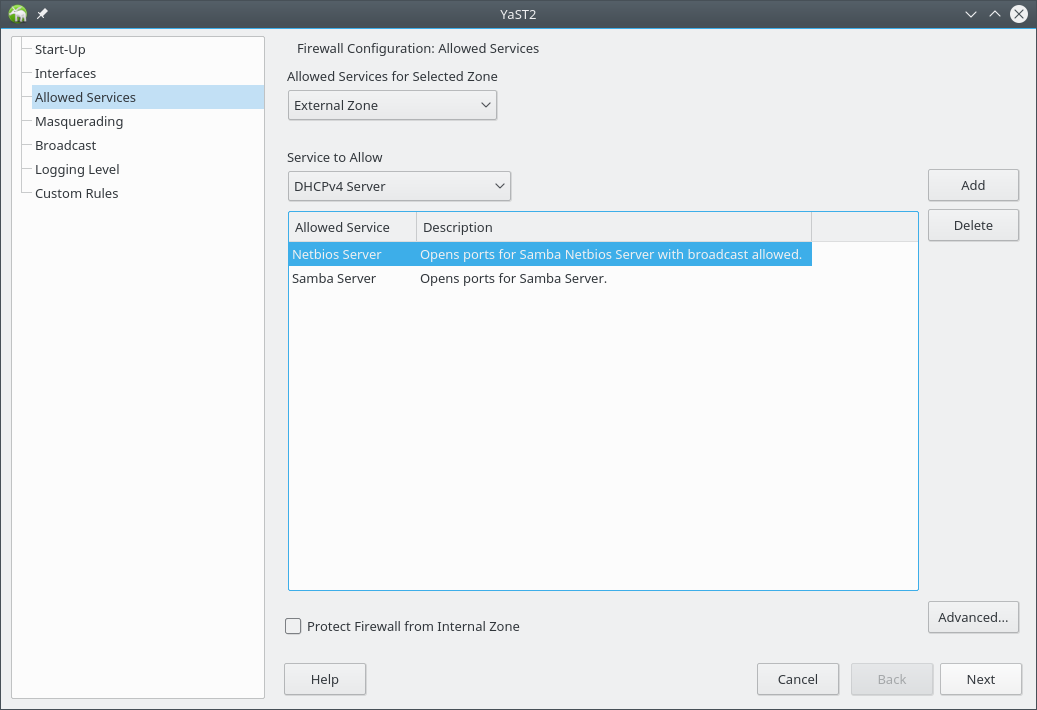 YaST2
Start-Up
Interfaces
Allowed Services
Masquerading
Broadcast
Logging Level
Custom Rules
Firewall Configuration: Allowed Services
Allowed Services for Selected Zone
External Zone
Service to Allow
DHCPv4 Server
Add
Delete
Allowed Service Description
Netbios Server Opens ports for Samba Netbios Server with broadcast allowed.
Samba Server Opens ports for Samba Server.
Advanced...
Protect Firewall from Internal Zone
Help Cancel Back Next